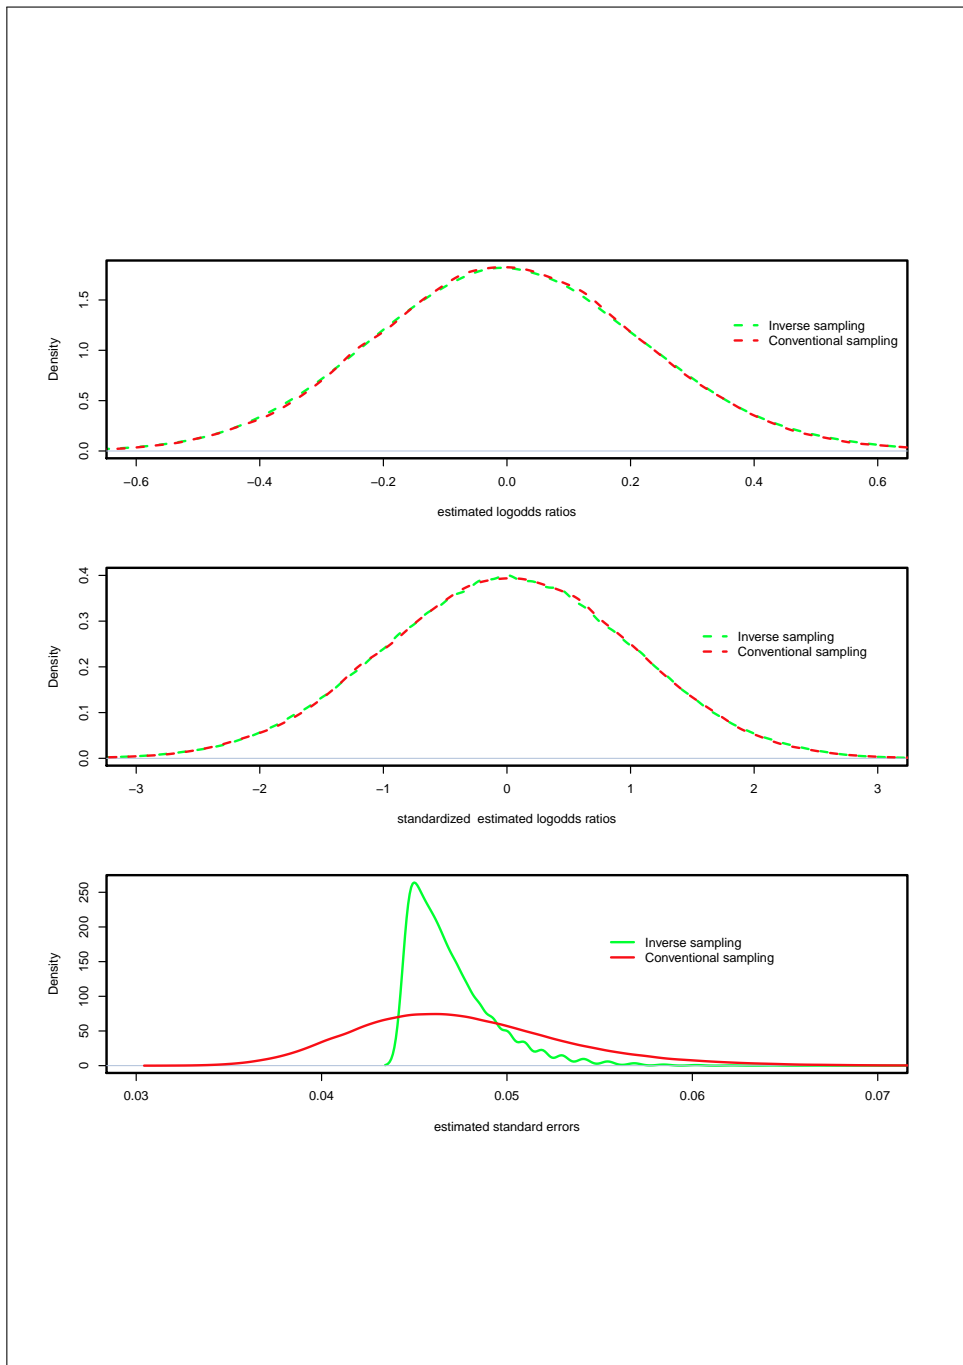 Density
0.0
0.5
1.0
1.5
Inverse sampling
Conventional sampling
−0.6 −0.4 −0.2 0.0 0.2 0.4 0.6
estimated logodds ratios
Density
0.0
0.1
0.2
0.3
0.4
Inverse sampling
Conventional sampling
−3 −2 −1 0 1 2 3
standardized estimated logodds ratios
Density
0
50
100
150
200
250
Inverse sampling
Conventional sampling
0.03 0.04 0.05 0.06 0.07
estimated standard errors